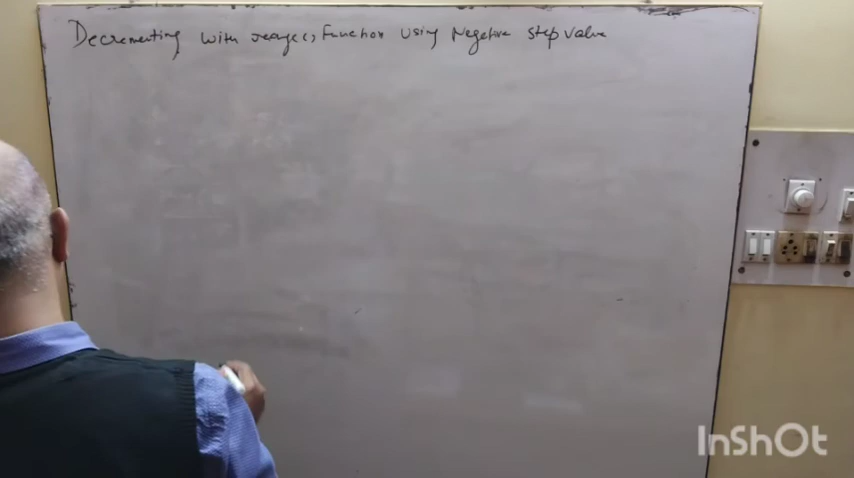 Decrementing with range(), Function Using Negative Step Value
InShOt